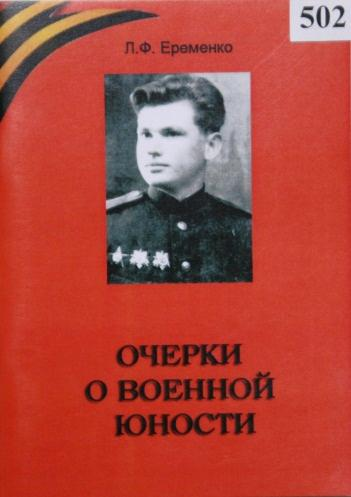 502
Л.Ф. Еременко
ОЧЕРКИ
О ВОЕННОЙ
ЮНОСТИ